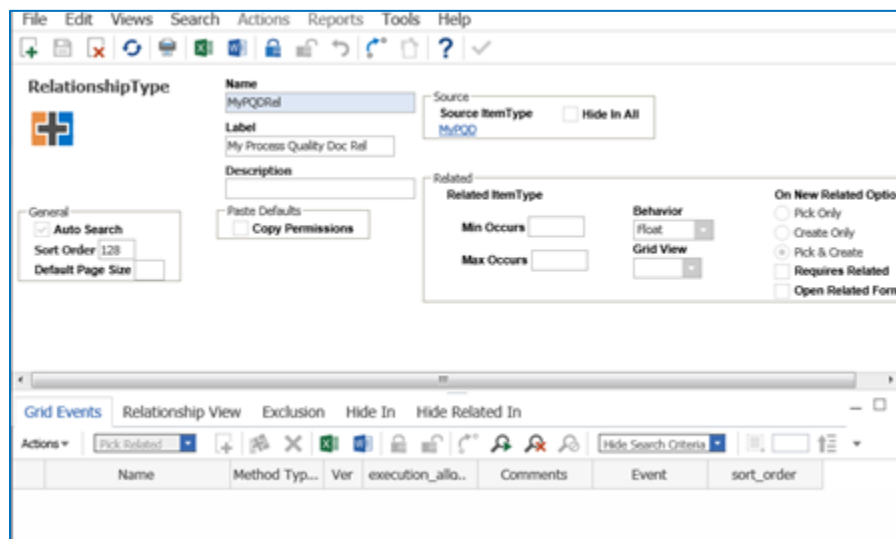 File Edit Views Search Actions Reports Tools Help
RelationshipType
Name
MyPQDRel
Label
My Process Quality Doc Rel
Description
Source
Source ItemType
MyPQD
Hide In All
General
Auto Search
Sort Order 128
Default Page Size
Paste Defaults
Copy Permissions
Related
Related ItemType
Min Occurs
Max Occurs
Behavior
Float
Grid View
On New Related Optio
Pick Only
Create Only
Pick & Create
Requires Related
Open Related Form
Grid Events Relationship View Exclusion Hide In Hide Related In
Actions Pick Related Hide Search Criteria
Name Method Typ... Ver execution_allo.. Comments Event sort_order